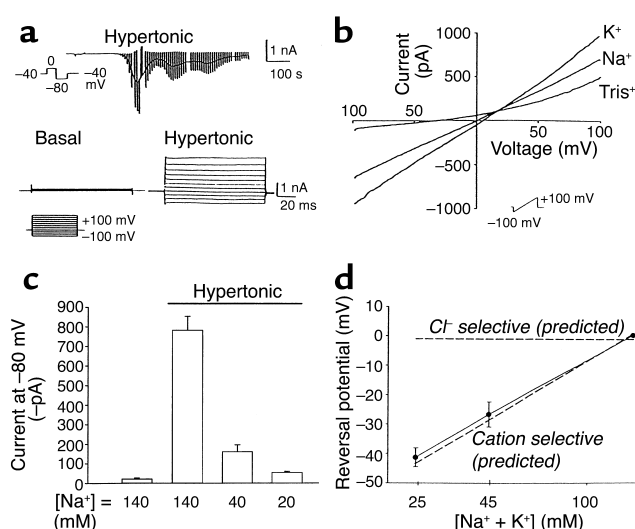 a
Hypertonic
0
−40
−40
mV
−80
1 nA
100 s
Basal
Hypertonic
1 nA
20 ms
+100 mV
−100 mV
b
Current
(pA)
1000
500
−500
−1000
K⁺
Na⁺
Tris⁺
100
50
50
100
Voltage (mV)
+100 mV
−100 mV
c
Hypertonic
Current at −80 mV
(−pA)
900
800
700
600
500
400
300
200
100
0
[Na⁺] = 140 140 40 20
(mM)
d
Reversal potential (mV)
10
0
−10
−20
−30
−40
−50
Cl⁻ selective (predicted)
Cation selective
(predicted)
25 45 100
[Na⁺ + K⁺] (mM)